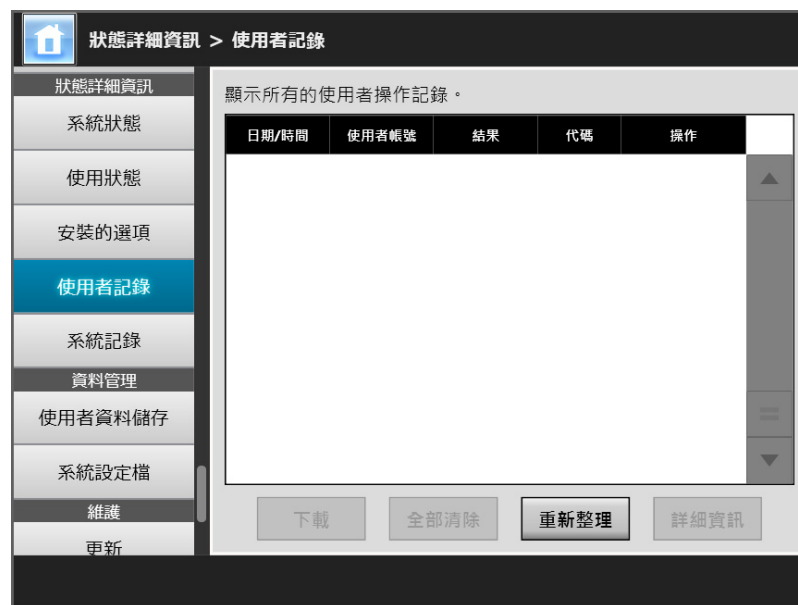 狀態詳細資訊 > 使用者記錄
狀態詳細資訊
系統狀態
使用狀態
安裝的選項
使用者記錄
系統記錄
資料管理
使用者資料儲存
系統設定檔
維護
更新
顯示所有的使用者操作記錄。
日期/時間 使用者帳號 結果 代碼 操作
下載 全部清除 重新整理 詳細資訊